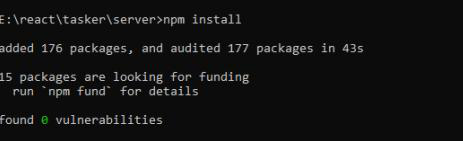 E:\react\tasker\server>npm install
added 176 packages, and audited 177 packages in 43s
15 packages are looking for funding
run `npm fund` for details
found 0 vulnerabilities